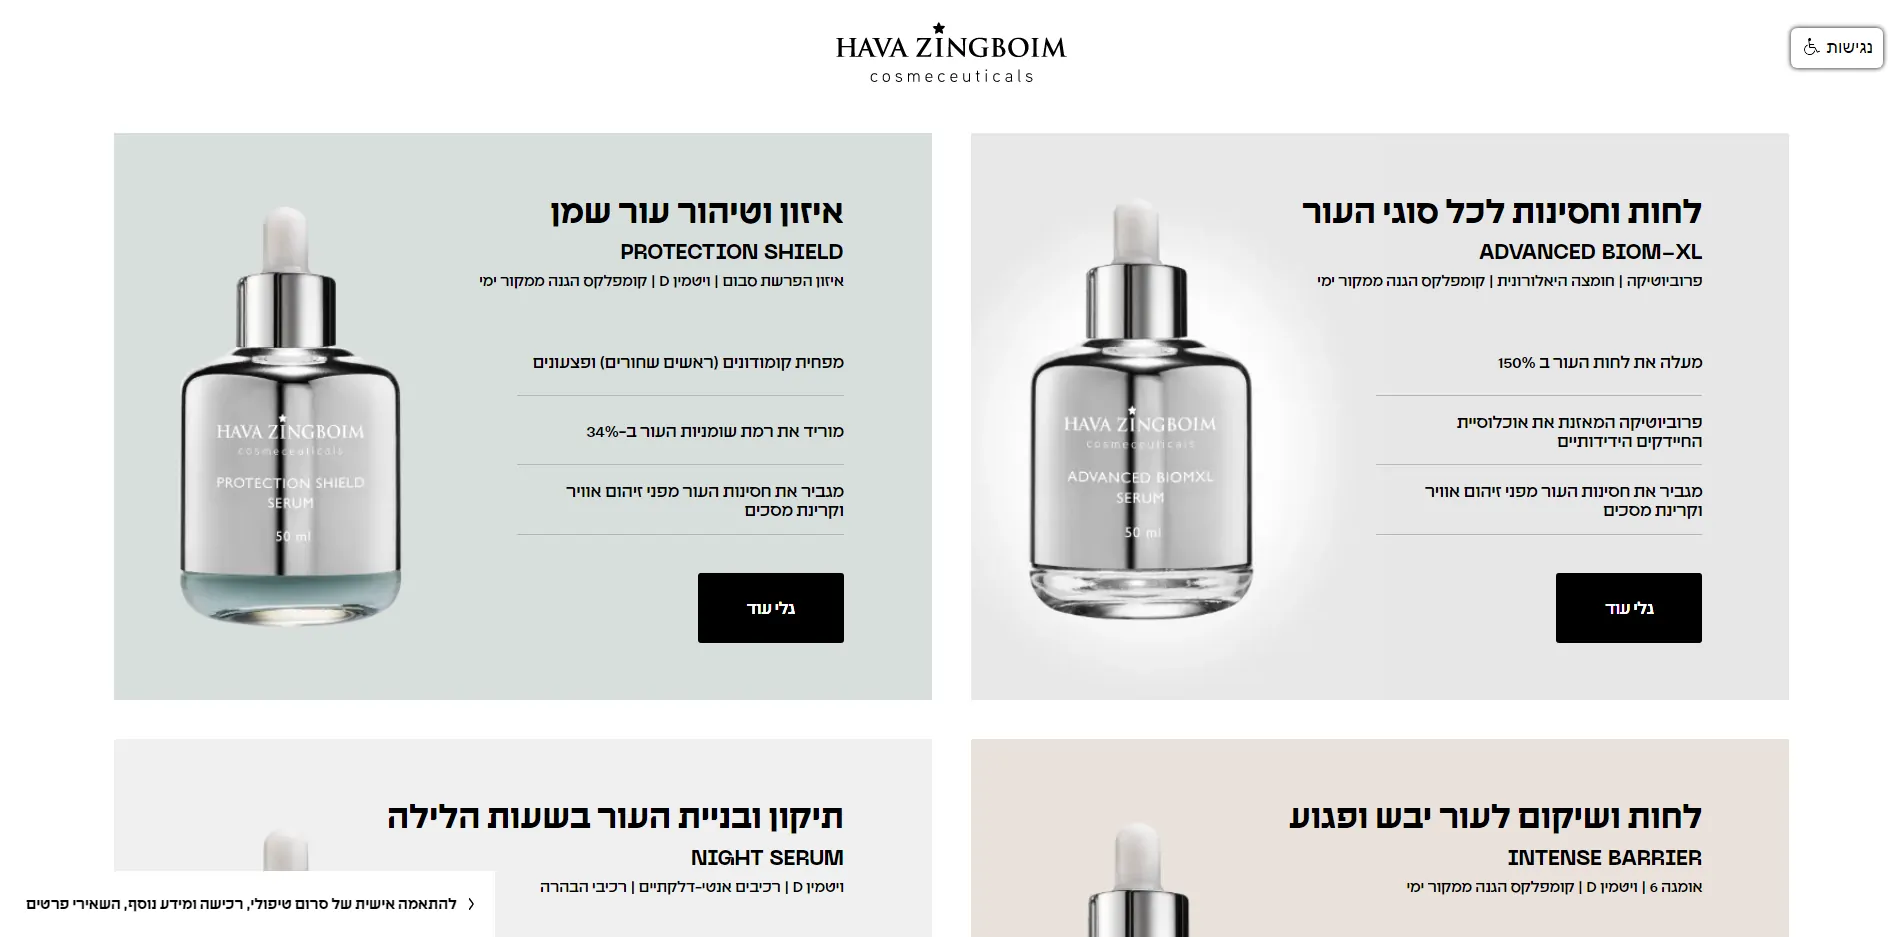 HAVA ZINGBOIM
cosmeceuticals
נגישות
לחות וחסינות לכל סוגי העור
ADVANCED BIOM-XL
פרוביוטיקה | חומצה היאלורונית | קומפלקס הגנה ממקור ימי
מעלה את לחות העור ב 150%
פרוביוטיקה המאזנת את אוכלוסיית
החיידקים הידידותיים
מגביר את חסינות העור מפני זיהום אוויר
וקרינת מסכים
גלי עוד
HAVA ZINGBOIM
cosmeceuticals
ADVANCED BIOMXL
SERUM
50 ml
איזון וטיהור עור שמן
PROTECTION SHIELD
איזון הפרשת סבום | ויטמין D | קומפלקס הגנה ממקור ימי
מפחית קומודונים (ראשים שחורים) ופצעונים
מוריד את רמת שומניות העור ב-34%
מגביר את חסינות העור מפני זיהום אוויר
וקרינת מסכים
גלי עוד
HAVA ZINGBOIM
cosmeceuticals
PROTECTION SHIELD
SERUM
50 ml
לחות ושיקום לעור יבש ופגוע
INTENSE BARRIER
אומגה 6 | ויטמין D | קומפלקס הגנה ממקור ימי
תיקון ובניית העור בשעות הלילה
NIGHT SERUM
ויטמין D | רכיבים אנטי-דלקתיים | רכיבי הבהרה
להתאמה אישית של סרום טיפולי, רכישה ומידע נוסף, השאירי פרטים